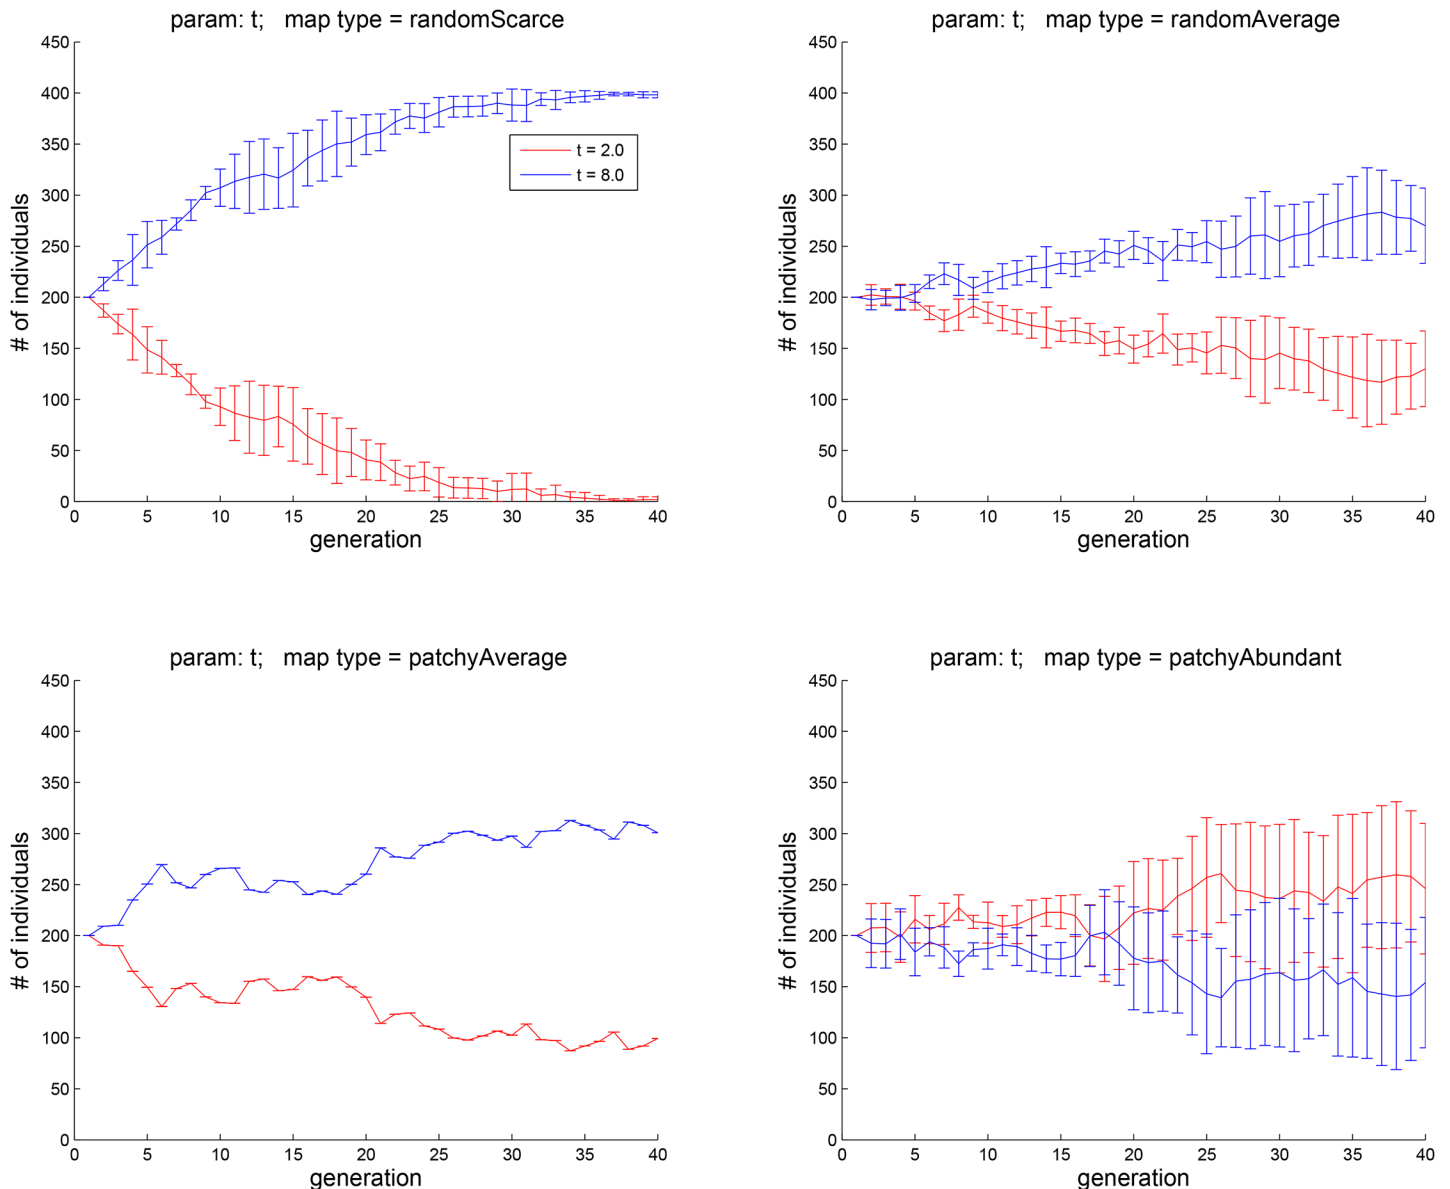 param: t;   map type = randomScarce
450
400
350
300
250
200
150
100
50
0
# of individuals
t = 2.0
t = 8.0
0 5 10 15 20 25 30 35 40
generation
param: t;   map type = randomAverage
450
400
350
300
250
200
150
100
50
0
# of individuals
0 5 10 15 20 25 30 35 40
generation
param: t;   map type = patchyAverage
450
400
350
300
250
200
150
100
50
0
# of individuals
0 5 10 15 20 25 30 35 40
generation
param: t;   map type = patchyAbundant
450
400
350
300
250
200
150
100
50
0
# of individuals
0 5 10 15 20 25 30 35 40
generation